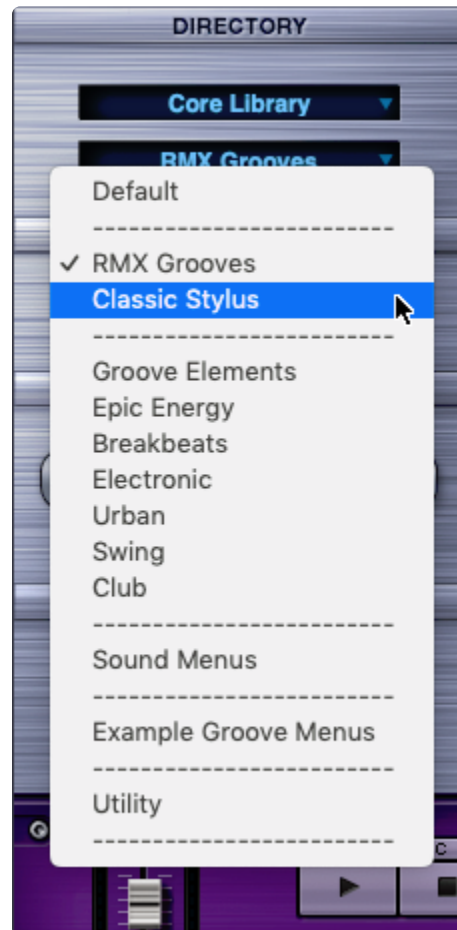 DIRECTORY
Core Library
RMX Grooves
Default
-------------------------
✓ RMX Grooves
Classic Stylus
-------------------------
Groove Elements
Epic Energy
Breakbeats
Electronic
Urban
Swing
Club
-------------------------
Sound Menus
-------------------------
Example Groove Menus
-------------------------
Utility
-------------------------
C